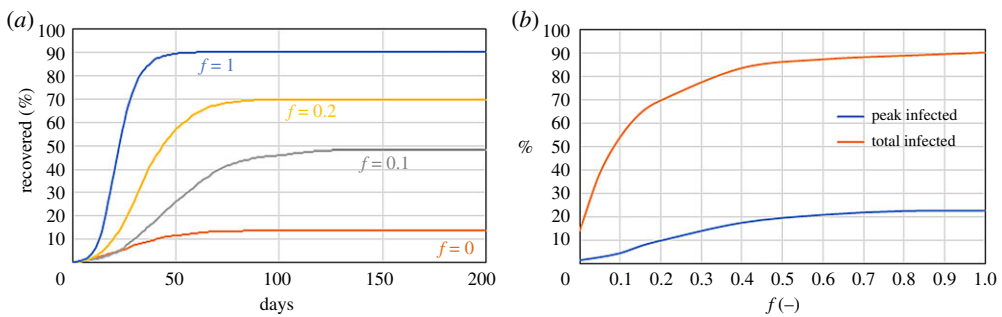 (a)
100
90
80
70
60
50
40
30
20
10
0
recovered (%)
f = 1
f = 0.2
f = 0.1
f = 0
50
100
150
200
days
(b)
100
90
80
70
60
50
40
30
20
10
0
%
peak infected
total infected
0.1 0.2 0.3 0.4 0.5 0.6 0.7 0.8 0.9 1.0
f (–)